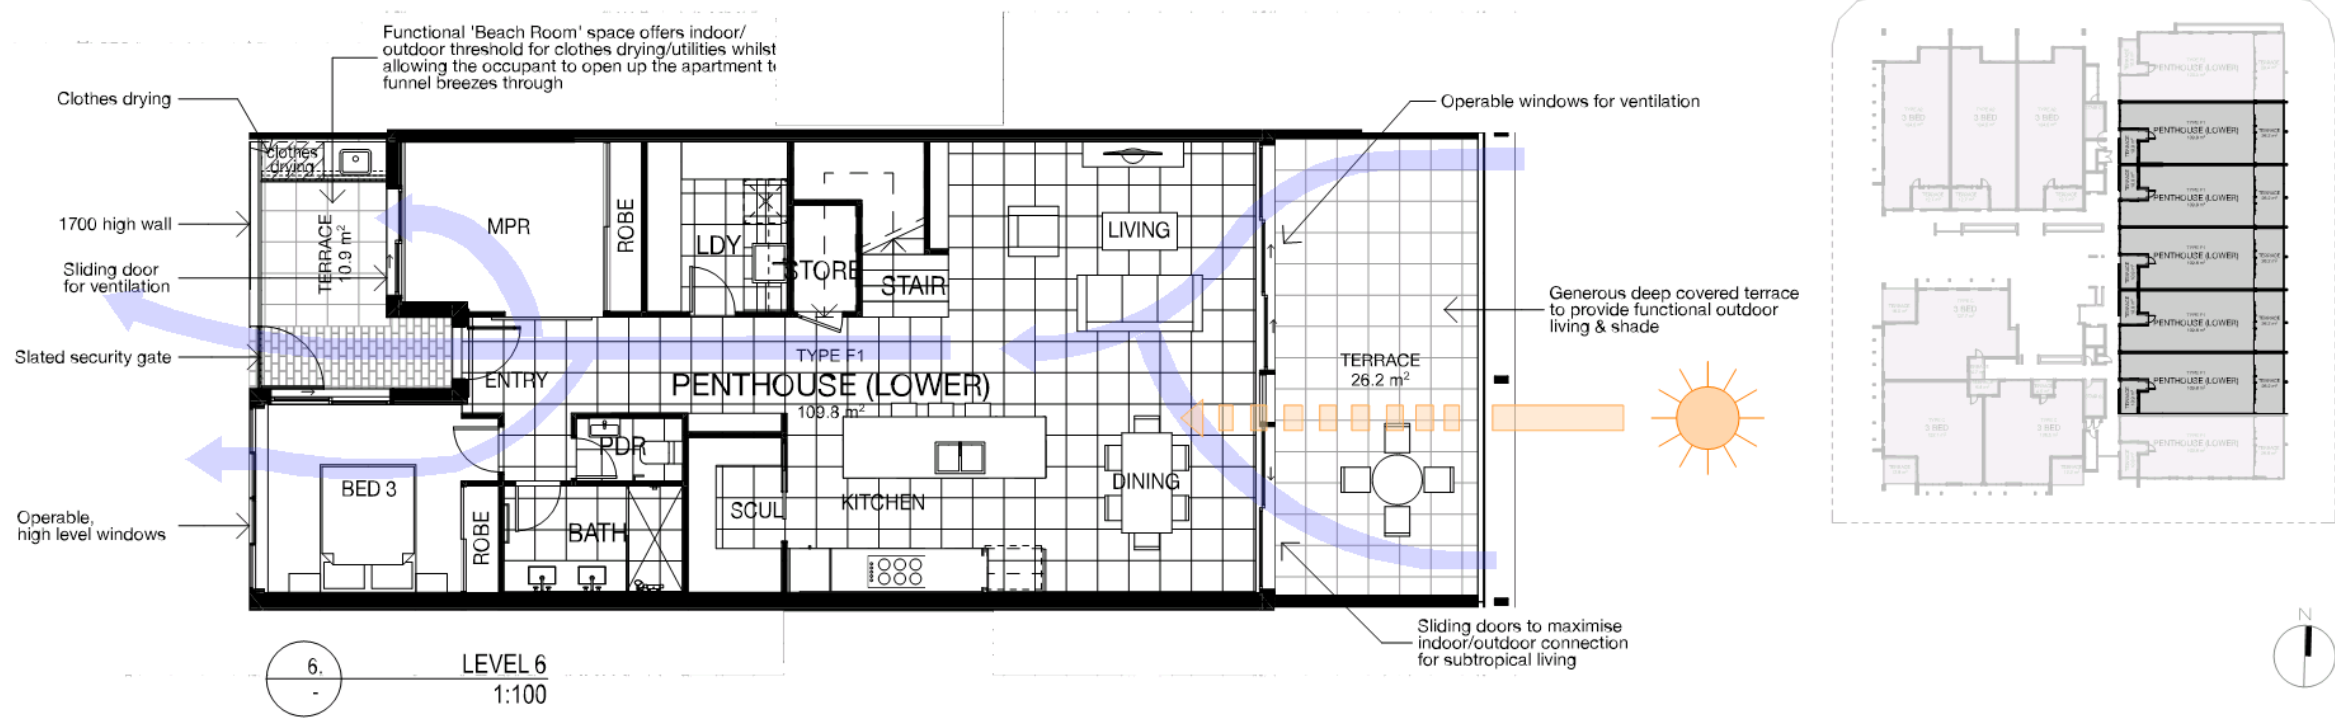 Functional 'Beach Room' space offers indoor/
outdoor threshold for clothes drying/utilities whilst
allowing the occupant to open up the apartment t
funnel breezes through
Clothes drying
1700 high wall
Sliding door
for ventilation
Slated security gate
Operable,
high level windows
clothes
drying
TERRACE
10.9 m²
MPR
ROBE
LDY
STORE
STAIR
LIVING
ENTRY
TYPE F1
PENTHOUSE (LOWER)
109.8 m²
PDR
BED 3
ROBE
BATH
SCUL
KITCHEN
DINING
TERRACE
26.2 m²
Operable windows for ventilation
Generous deep covered terrace
to provide functional outdoor
living & shade
Sliding doors to maximise
indoor/outdoor connection
for subtropical living
6.
-
LEVEL 6
1:100
PENTHOUSE (LOWER)
3 BED
3 BED
3 BED
PENTHOUSE (LOWER)
PENTHOUSE (LOWER)
PENTHOUSE (LOWER)
3 BED
PENTHOUSE (LOWER)
PENTHOUSE (LOWER)
3 BED
3 BED
PENTHOUSE (LOWER)
N